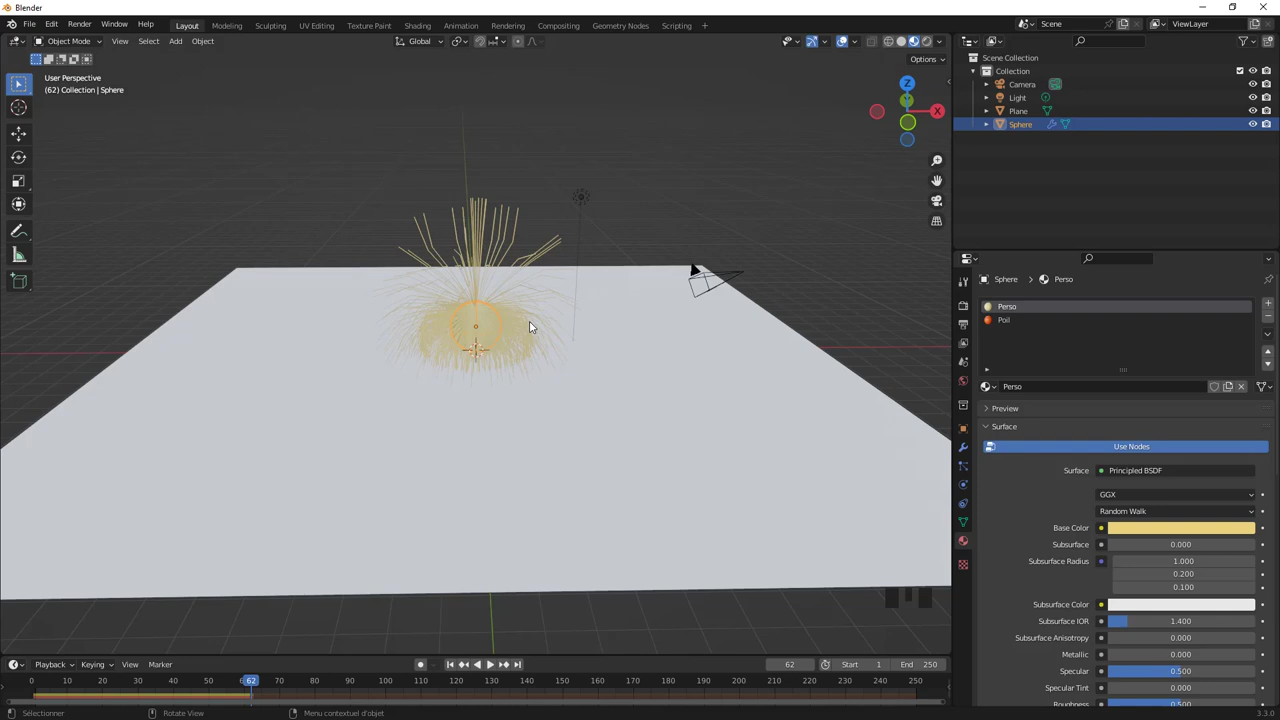 Blender
File Edit Render Window Help Layout Modeling Sculpting UV Editing Texture Paint Shading Animation Rendering Compositing Geometry Nodes Scripting + Scene ViewLayer
Object Mode View Select Add Object Global
Options
User Perspective
(62) Collection | Sphere
Z
X
Y
Scene Collection
Collection
Camera
Light
Plane
Sphere
Sphere > Perso
Perso
Poil
Perso
Preview
Surface
Use Nodes
Surface Principled BSDF
GGX
Random Walk
Base Color
Subsurface 0.000
Subsurface Radius 1.000
0.200
0.100
Subsurface Color
Subsurface IOR 1.400
Subsurface Anisotropy 0.000
Metallic 0.000
Specular 0.500
Specular Tint 0.000
Roughness 0.500
Playback Keying View Marker 62 Start 1 End 250
0 10 20 30 40 50 62 70 80 90 100 110 120 130 140 150 160 170 180 190 200 210 220 230 240 250
Sélectionner Rotate View Menu contextuel d'objet 3.3.0